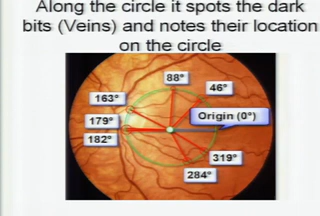 Along the circle it spots the dark
bits (Veins) and notes their location
on the circle
88°
46°
163°
Origin (0°)
179°
182°
319°
284°